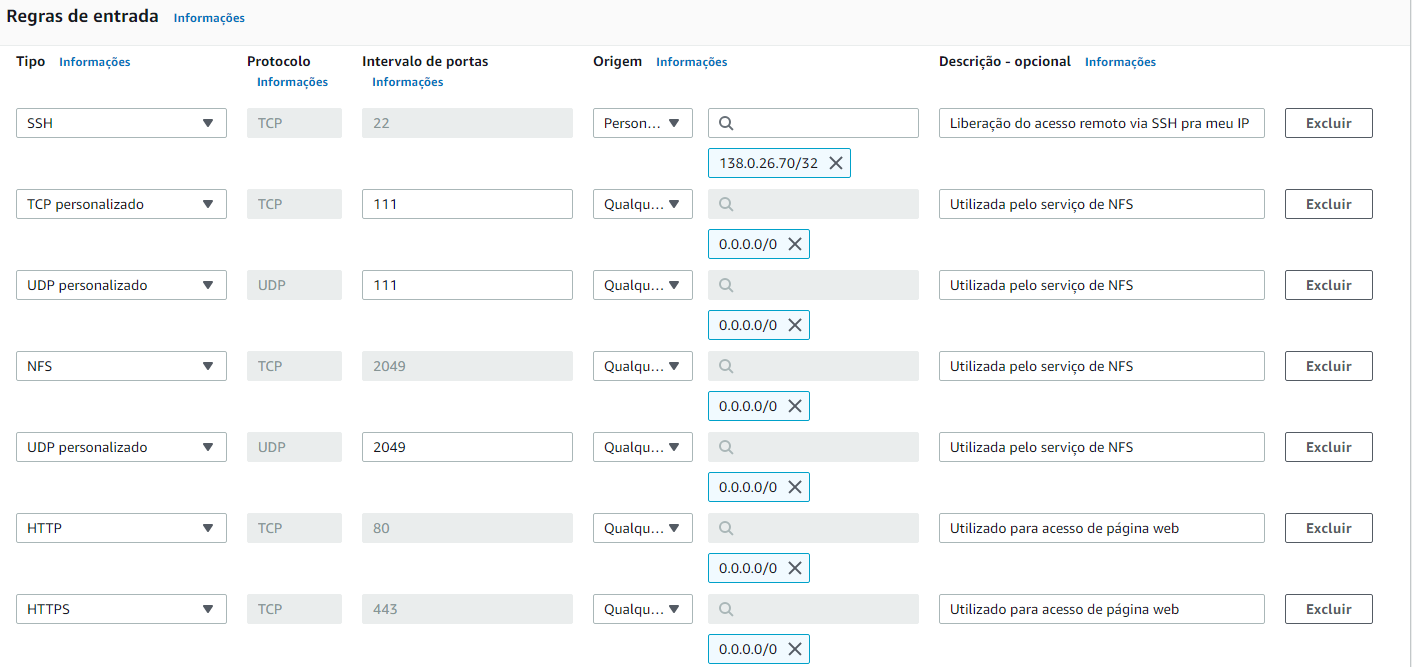 Regras de entrada Informações
Tipo Informações Protocolo Intervalo de portas Origem Informações Descrição - opcional Informações
Informações Informações
SSH TCP 22 Person... Liberação do acesso remoto via SSH pra meu IP Excluir
138.0.26.70/32
TCP personalizado TCP 111 Qualqu... Utilizada pelo serviço de NFS Excluir
0.0.0.0/0
UDP personalizado UDP 111 Qualqu... Utilizada pelo serviço de NFS Excluir
0.0.0.0/0
NFS TCP 2049 Qualqu... Utilizada pelo serviço de NFS Excluir
0.0.0.0/0
UDP personalizado UDP 2049 Qualqu... Utilizada pelo serviço de NFS Excluir
0.0.0.0/0
HTTP TCP 80 Qualqu... Utilizado para acesso de página web Excluir
0.0.0.0/0
HTTPS TCP 443 Qualqu... Utilizado para acesso de página web Excluir
0.0.0.0/0